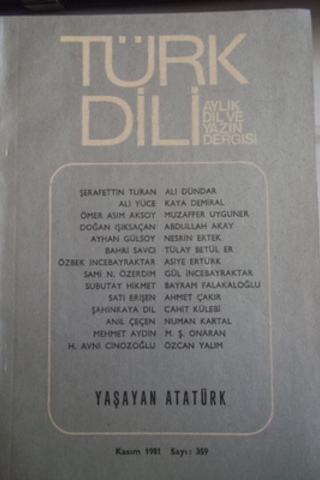 TÜRK
DİLİ
AYLIK
DİL VE
YAZIN
DERGİSİ
ŞERAFETTİN TURAN ALİ DÜNDAR
ALİ YÜCE KAYA DEMİRAL
ÖMER ASIM AKSOY MUZAFFER UYGUNER
DOĞAN IŞIKSAÇAN ABDULLAH AKAY
AYHAN GÜLSOY NESRİN ERTEK
BAHRİ SAVCI TÜLAY BETÜL ER
ÖZBEK İNCEBAYRAKTAR ASİYE ERTÜRK
SAMİ N. ÖZERDİM GÜL İNCEBAYRAKTAR
SUBUTAY HİKMET BAYRAM FALAKALOĞLU
SATI ERİŞEN AHMET ÇAKIR
ŞAHİNKAYA DİL CAHİT KÜLEBİ
ANIL ÇEÇEN NUMAN KARTAL
MEHMET AYDIN M. Ş. ONARAN
H. AVNİ CİNOZOĞLU ÖZCAN YALIM
YAŞAYAN ATATÜRK
Kasım 1981 Sayı: 359